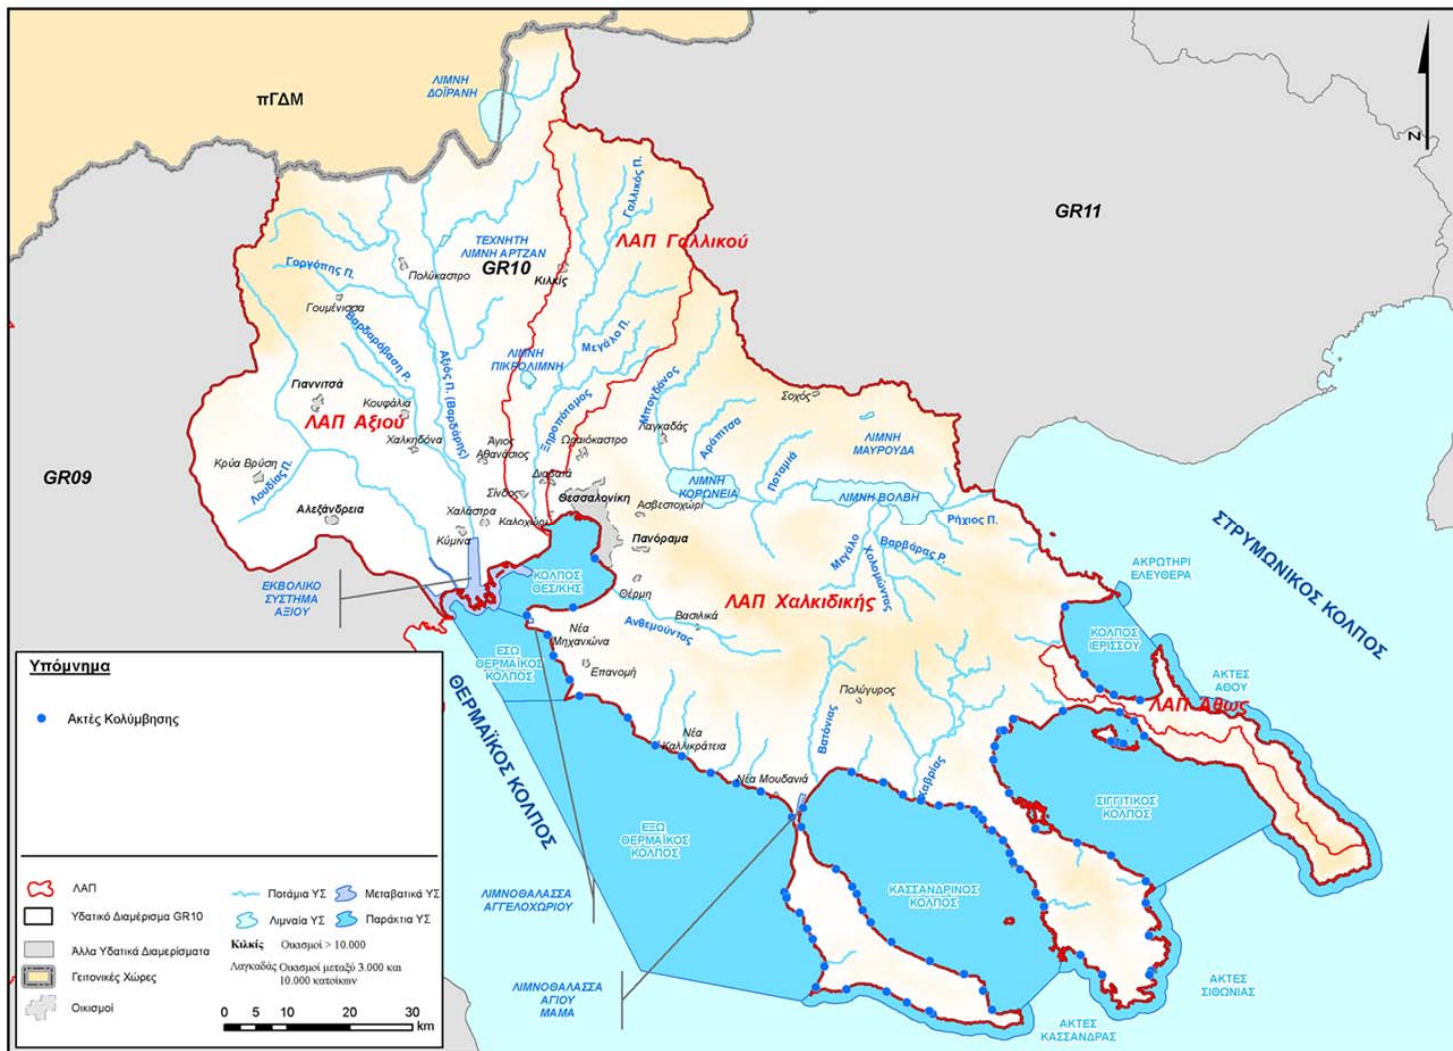 ΛΙΜΝΗ
ΔΟΪΡΑΝΗ
πΓΔΜ
Z
Γαλλικός Π.
GR11
ΛΑΠ Γαλλικού
ΤΕΧΝΗΤΗ
ΛΙΜΝΗ ΑΡΤΖΑΝ
GR10
Κιλκίς
Γοργόπης Π.
Πολύκαστρο
Γουμένισσα
Βαρδαρόβαση Ρ.
Αξιός Π. (Βαρδάρης)
Μεγάλο Π.
ΛΙΜΝΗ
ΠΙΚΡΟΛΙΜΝΗ
Γιαννιτσά
Κουφάλια
ΛΑΠ Αξιού
Χαλκηδόνα
Ξηροπόταμος
Μπογδάνος
Σοχός
Λαγκαδάς
Αράπιτσα
ΛΙΜΝΗ
ΜΑΥΡΟΥΔΑ
Άγιος
Αθανάσιος
Ωραιόκαστρο
Κρύα Βρύση
GR09
Λουδίας Π.
Διαβατά
Ποταμιά
ΛΙΜΝΗ
ΚΟΡΩΝΕΙΑ
ΛΙΜΝΗ ΒΟΛΒΗ
Σίνδος
Θεσσαλονίκη
Αλεξάνδρεια
Χαλάστρα
Καλοχώρι
Ασβεστοχώρι
Ρήχιος Π.
Κύμινα
Πανόραμα
Μεγάλο
Χολομώντας
Βαρβάρας Ρ.
ΣΤΡΥΜΩΝΙΚΟΣ ΚΟΛΠΟΣ
ΕΚΒΟΛΙΚΟ
ΣΥΣΤΗΜΑ
ΑΞΙΟΥ
ΚΟΛΠΟΣ
ΘΕΣ/ΚΗΣ
Θέρμη
ΑΚΡΩΤΗΡΙ
ΕΛΕΥΘΕΡΑ
ΛΑΠ Χαλκιδικής
Βασιλικά
Ανθεμούντας
Νέα
Μηχανιώνα
ΚΟΛΠΟΣ
ΙΕΡΙΣΣΟΥ
ΕΣΩ
ΘΕΡΜΑΪΚΟΣ
ΚΟΛΠΟΣ
Επανομή
ΑΚΤΕΣ
ΑΘΟΥ
ΛΑΠ Άθως
Πολύγυρος
ΘΕΡΜΑΪΚΟΣ ΚΟΛΠΟΣ
Βατόνιας
Νέα
Καλλικράτεια
Χαβρίας
Νέα Μουδανιά
ΣΙΓΓΙΤΙΚΟΣ
ΚΟΛΠΟΣ
ΕΞΩ
ΘΕΡΜΑΪΚΟΣ
ΚΟΛΠΟΣ
ΛΙΜΝΟΘΑΛΑΣΣΑ
ΑΓΓΕΛΟΧΩΡΙΟΥ
ΚΑΣΣΑΝΔΡΙΝΟΣ
ΚΟΛΠΟΣ
ΛΙΜΝΟΘΑΛΑΣΣΑ
ΑΓΙΟΥ
ΜΑΜΑ
ΑΚΤΕΣ
ΣΙΘΩΝΙΑΣ
ΑΚΤΕΣ
ΚΑΣΣΑΝΔΡΑΣ
Υπόμνημα
Ακτές Κολύμβησης
ΛΑΠ
Υδατικό Διαμέρισμα GR10
Άλλα Υδατικά Διαμερίσματα
Γειτονικές Χώρες
Οικισμοί
Ποτάμια ΥΣ
Μεταβατικά ΥΣ
Λιμναία ΥΣ
Παράκτια ΥΣ
Κιλκίς Οικισμοί > 10.000
Λαγκαδάς Οικισμοί μεταξύ 3.000 και
10.000 κατοίκων
0 5 10 20 30
km